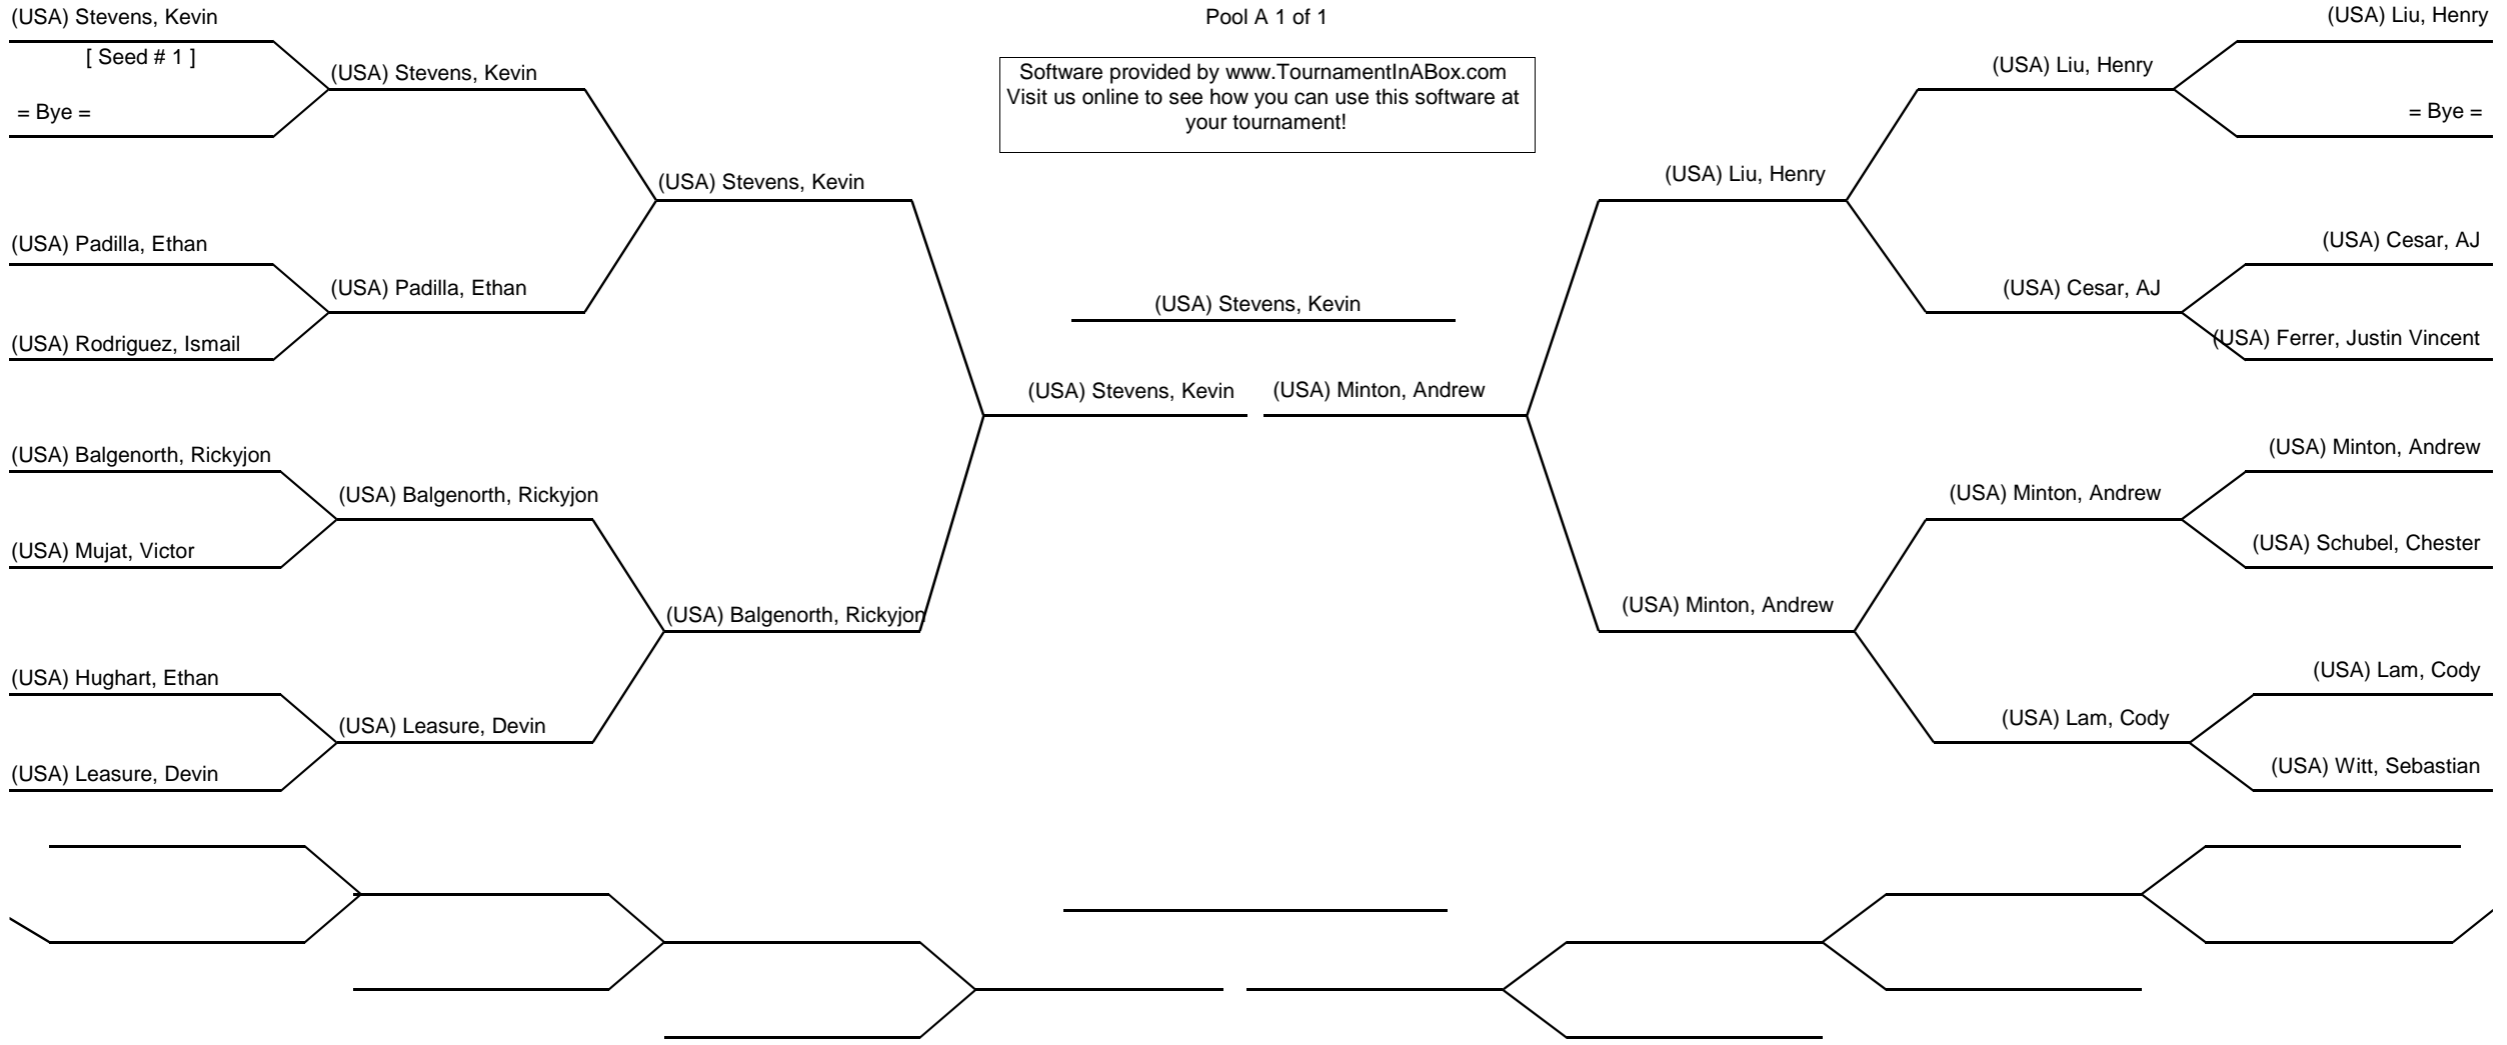 (USA) Stevens, Kevin
[ Seed # 1 ]
= Bye =
(USA) Padilla, Ethan
(USA) Rodriguez, Ismail
(USA) Balgenorth, Rickyjon
(USA) Mujat, Victor
(USA) Hughart, Ethan
(USA) Leasure, Devin
(USA) Stevens, Kevin
(USA) Padilla, Ethan
(USA) Balgenorth, Rickyjon
(USA) Leasure, Devin
(USA) Stevens, Kevin
(USA) Balgenorth, Rickyjon
Pool A 1 of 1
Software provided by www.TournamentInABox.com
Visit us online to see how you can use this software at
your tournament!
(USA) Stevens, Kevin
(USA) Stevens, Kevin
(USA) Minton, Andrew
(USA) Liu, Henry
(USA) Minton, Andrew
(USA) Liu, Henry
(USA) Cesar, AJ
(USA) Minton, Andrew
(USA) Lam, Cody
(USA) Liu, Henry
= Bye =
(USA) Cesar, AJ
(USA) Ferrer, Justin Vincent
(USA) Minton, Andrew
(USA) Schubel, Chester
(USA) Lam, Cody
(USA) Witt, Sebastian